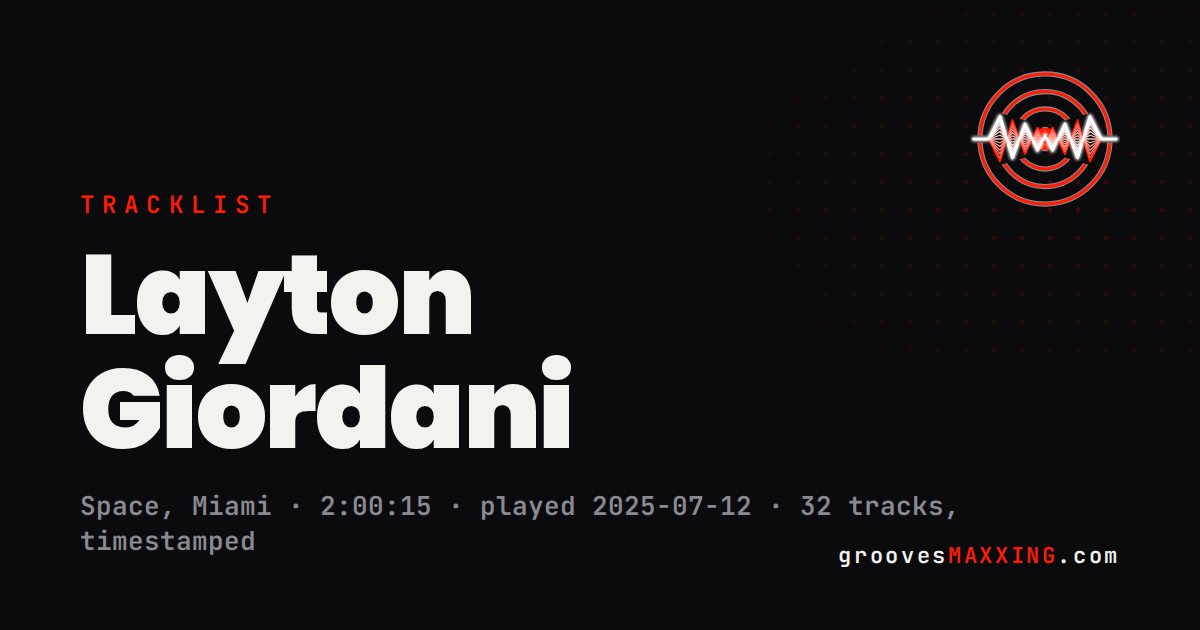 TRACKLIST
Layton
Giordani
Space, Miami · 2:00:15 · played 2025-07-12 · 32 tracks,
timestamped
groovesMAXXING.com